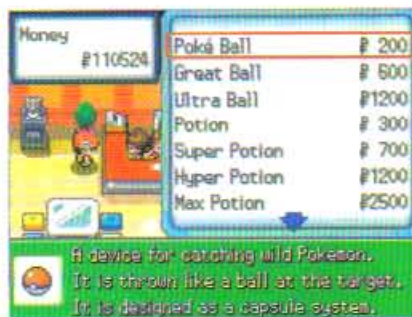 Money
₽110524
Poké Ball ₽ 200
Great Ball ₽ 600
Ultra Ball ₽1200
Potion ₽ 300
Super Potion ₽ 700
Hyper Potion ₽1200
Max Potion ₽2500
A device for catching wild Pokémon.
It is thrown like a ball at the target.
It is designed as a capsule system.